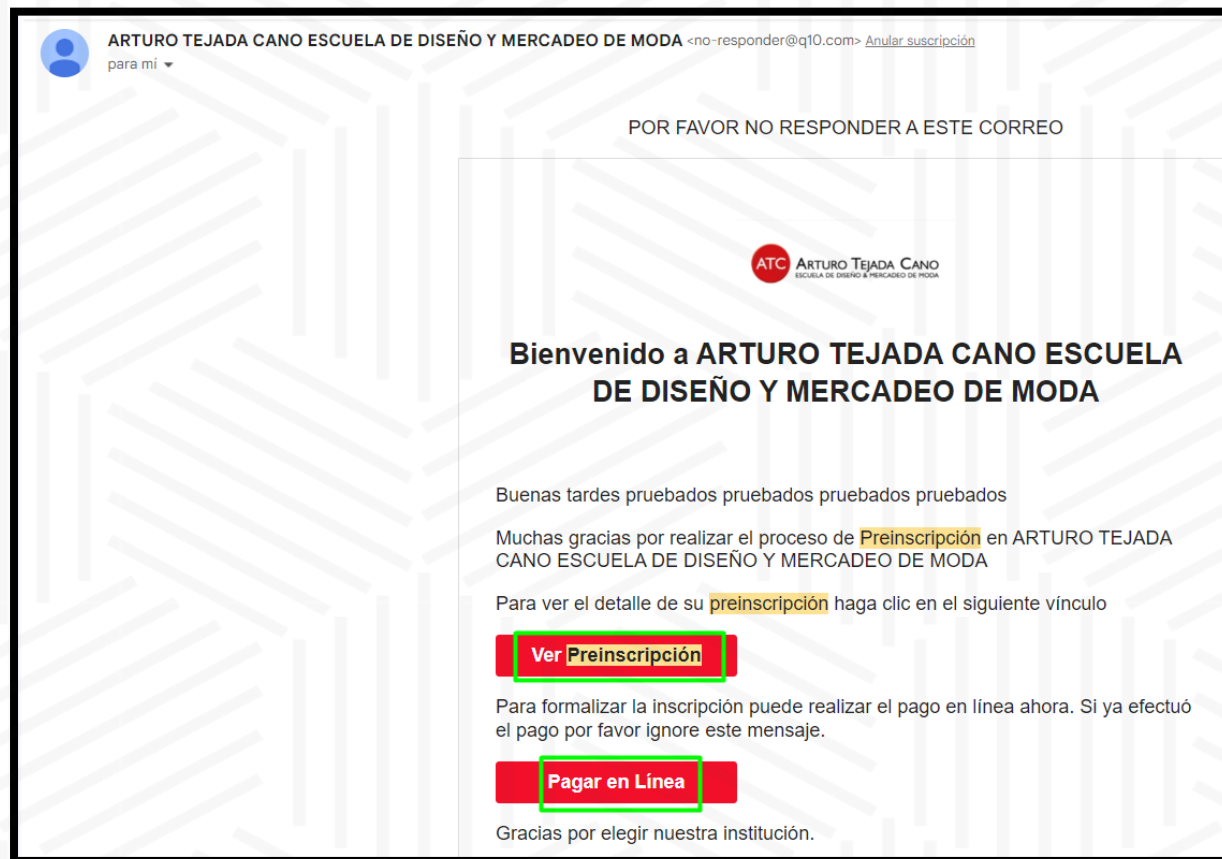 ARTURO TEJADA CANO ESCUELA DE DISEÑO Y MERCADEO DE MODA <no-responder@q10.com> Anular suscripción
para mí
POR FAVOR NO RESPONDER A ESTE CORREO
ATC ARTURO TEJADA CANO
ESCUELA DE DISEÑO & MERCADEO DE MODA
Bienvenido a ARTURO TEJADA CANO ESCUELA
DE DISEÑO Y MERCADEO DE MODA
Buenas tardes pruebados pruebados pruebados pruebados
Muchas gracias por realizar el proceso de Preinscripción en ARTURO TEJADA
CANO ESCUELA DE DISEÑO Y MERCADEO DE MODA
Para ver el detalle de su preinscripción haga clic en el siguiente vínculo
Ver Preinscripción
Para formalizar la inscripción puede realizar el pago en línea ahora. Si ya efectuó
el pago por favor ignore este mensaje.
Pagar en Línea
Gracias por elegir nuestra institución.